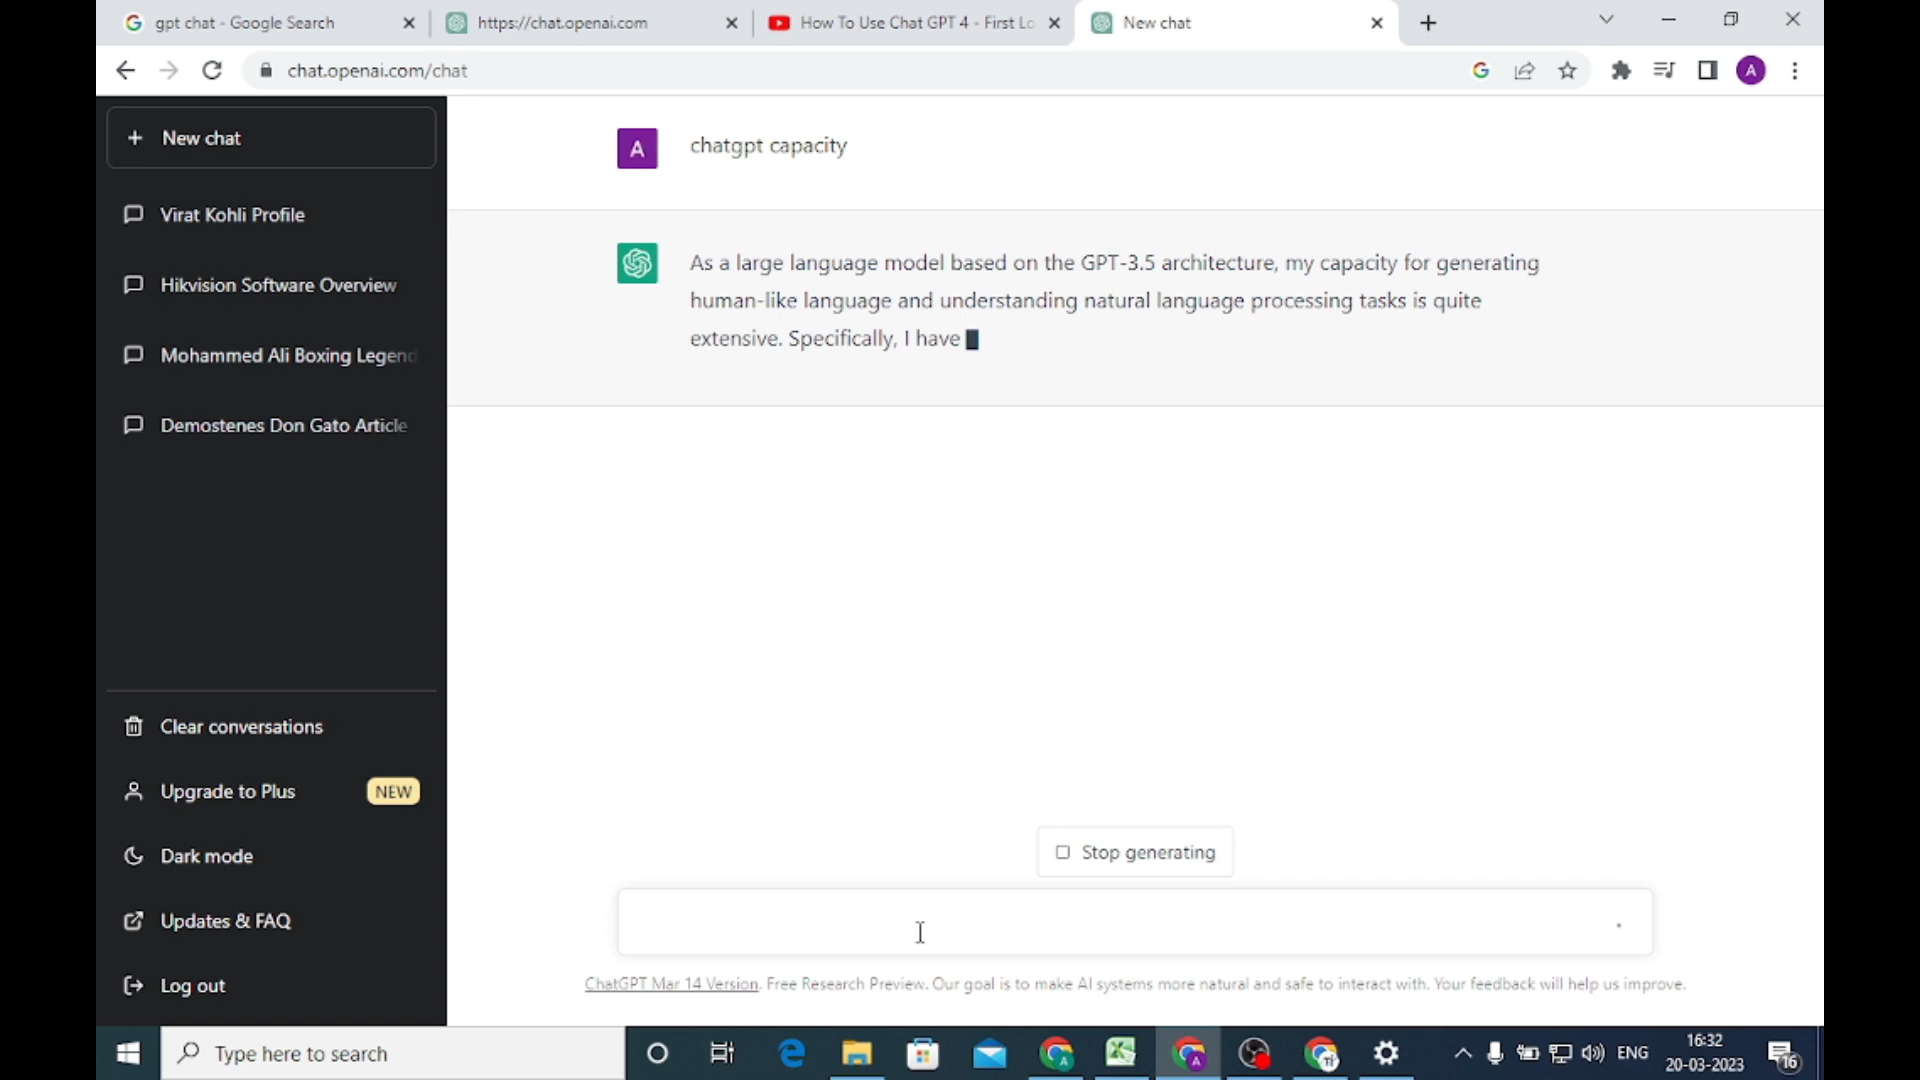 gpt chat - Google Search
https://chat.openai.com
How To Use Chat GPT 4 - First Lo
New chat
chat.openai.com/chat
A
New chat
Virat Kohli Profile
Hikvision Software Overview
Mohammed Ali Boxing Legend
Demostenes Don Gato Article
Clear conversations
Upgrade to Plus
NEW
Dark mode
Updates & FAQ
Log out
A
chatgpt capacity
As a large language model based on the GPT-3.5 architecture, my capacity for generating
human-like language and understanding natural language processing tasks is quite
extensive. Specifically, I have
Stop generating
ChatGPT Mar 14 Version. Free Research Preview. Our goal is to make AI systems more natural and safe to interact with. Your feedback will help us improve.
Type here to search
ENG
16:32
20-03-2023
16